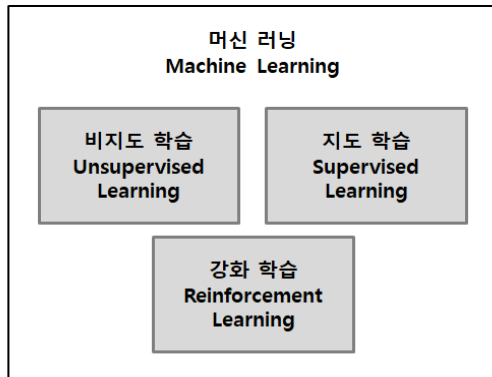 머신 러닝
Machine Learning
비지도 학습
Unsupervised
Learning
지도 학습
Supervised
Learning
강화 학습
Reinforcement
Learning